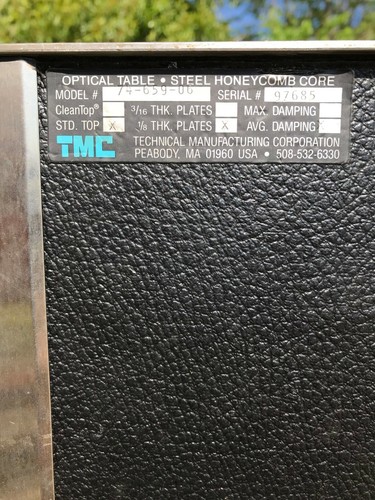 OPTICAL TABLE • STEEL HONEYCOMB CORE
MODEL # 74-659-06 SERIAL # 97685
CleanTop® 3/16 THK. PLATES MAX. DAMPING
STD. TOP X 1/8 THK. PLATES X AVG. DAMPING
TMC TECHNICAL MANUFACTURING CORPORATION
PEABODY, MA 01960 USA • 508-532-6330